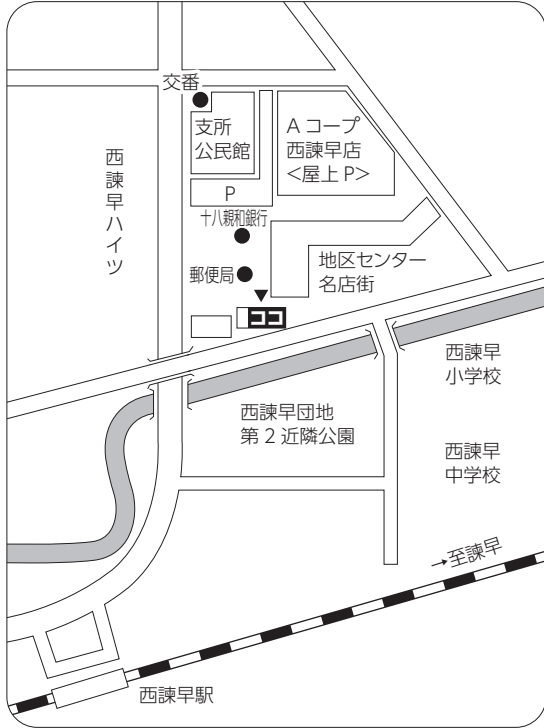 交番
支所
公民館
Aコープ
西諫早店
<屋上P>
西諫早ハイツ
P
十八親和銀行
郵便局
地区センター
名店街
ココ
西諫早
小学校
西諫早団地
第2近隣公園
西諫早
中学校
→至諫早
西諫早駅